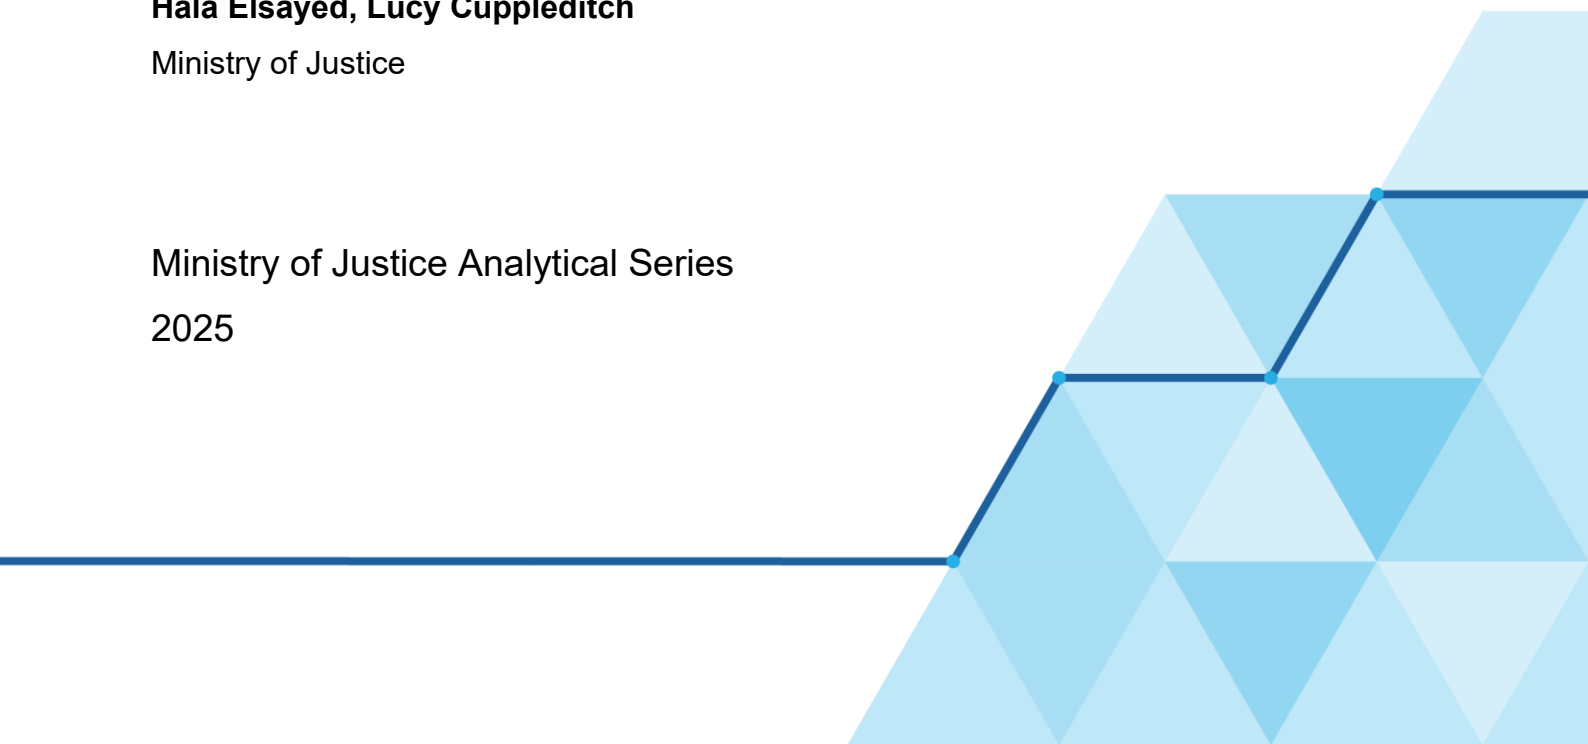 Hala Elsayed, Lucy Cuppleditch
Ministry of Justice
Ministry of Justice Analytical Series
2025